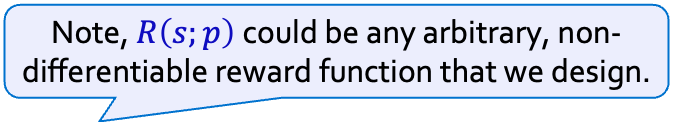 Note, R(s; p) could be any arbitrary, non-
differentiable reward function that we design.